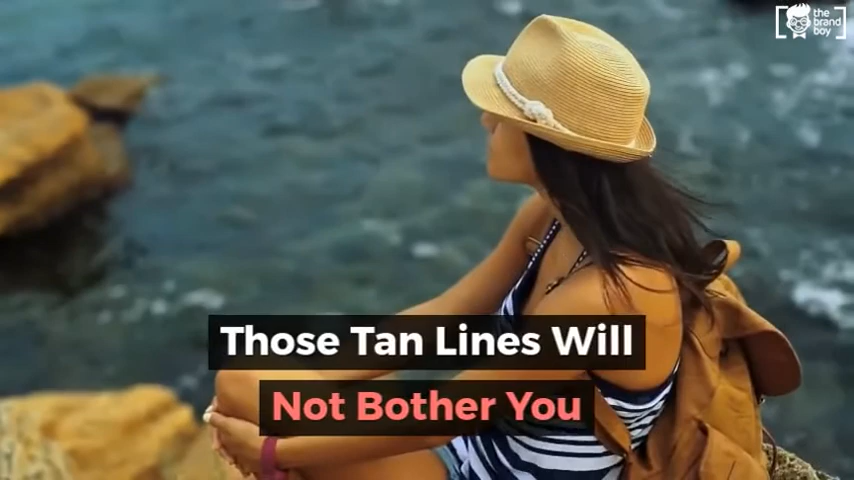 the
brand
boy
Those Tan Lines Will
Not Bother You